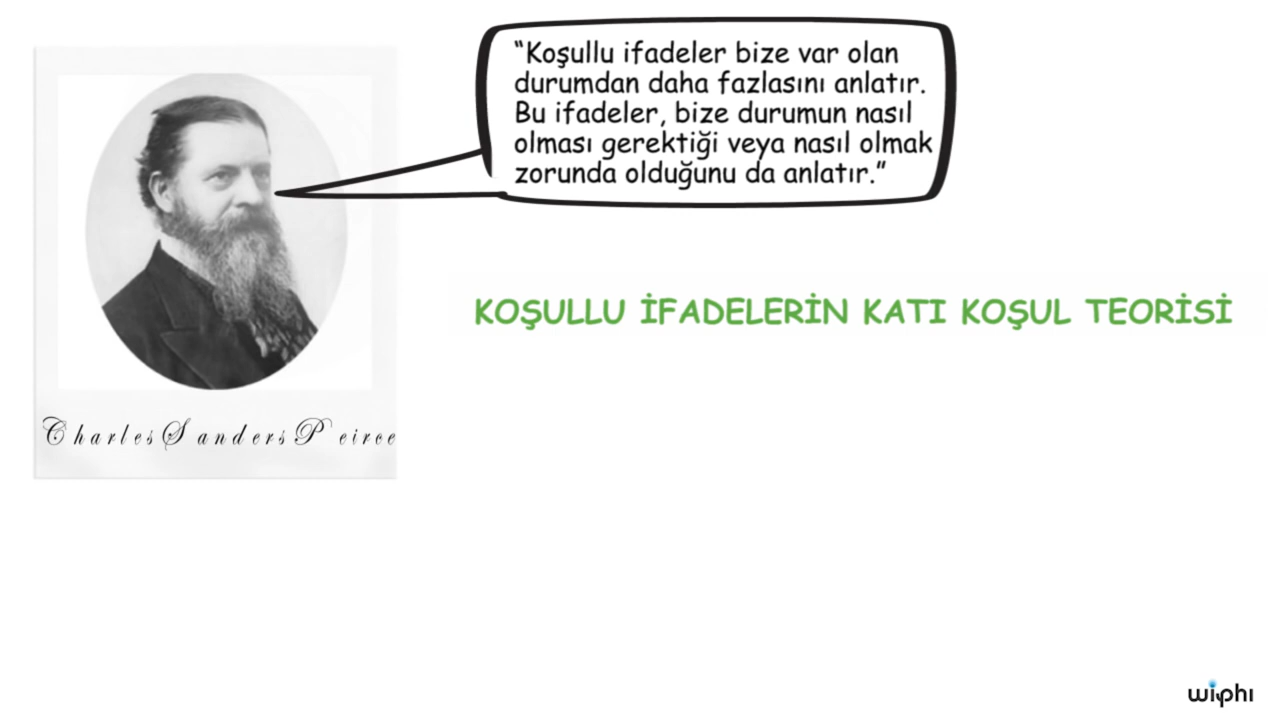 “Koşullu ifadeler bize var olan
durumdan daha fazlasını anlatır.
Bu ifadeler, bize durumun nasıl
olması gerektiği veya nasıl olmak
zorunda olduğunu da anlatır.”
KOŞULLU İFADELERİN KATI KOŞUL TEORİSİ
Charles Sanders Peirce
wiphi